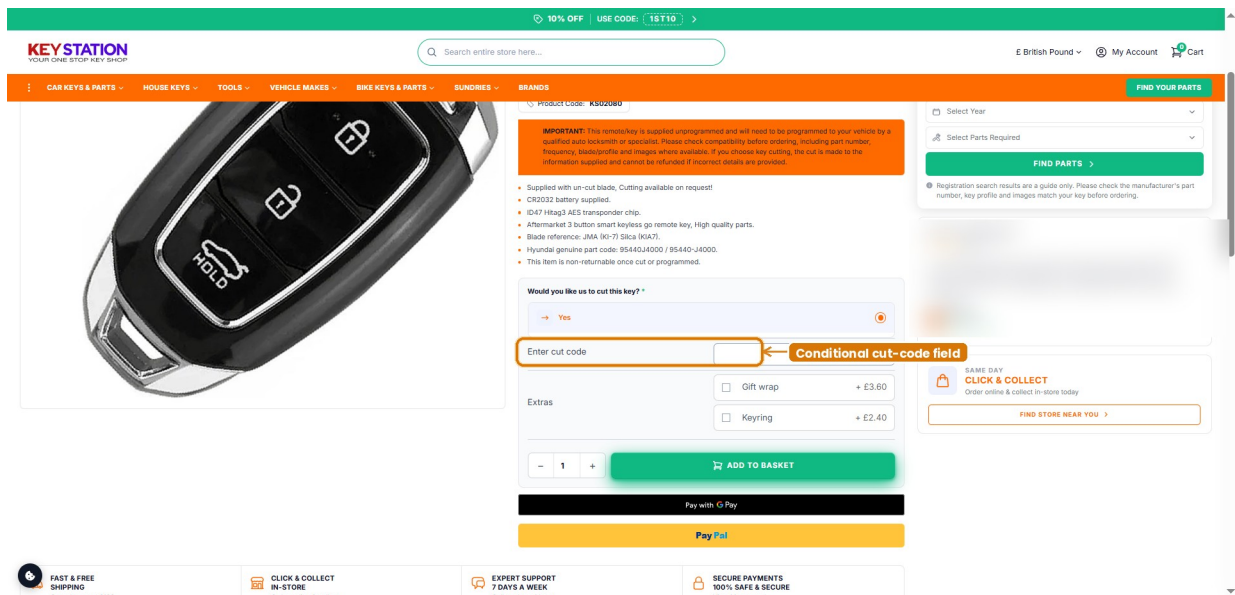 10% OFF | USE CODE: 1ST10 >
KEYSTATION
YOUR ONE STOP KEY SHOP
Search entire store here...
£ British Pound
My Account
Cart
0
CAR KEYS & PARTS
HOUSE KEYS
TOOLS
VEHICLE MAKES
BIKE KEYS & PARTS
SUNDRIES
BRANDS
FIND YOUR PARTS
HOLD
Product Code: KS02080
IMPORTANT: This remote/key is supplied unprogrammed and will need to be programmed to your vehicle by a
qualified auto locksmith or specialist. Please check compatibility before ordering, including part number,
frequency, blade/profile and images where available. If you choose key cutting, the cut is made to the
information supplied and cannot be refunded if incorrect details are provided.
Supplied with un-cut blade, Cutting available on request!
CR2032 battery supplied.
ID47 Hitag3 AES transponder chip.
Aftermarket 3 button smart keyless go remote key, High quality parts.
Blade reference: JMA (KI-7) Silca (KIA7).
Hyundai genuine part code: 95440J4000 / 95440-J4000.
This item is non-returnable once cut or programmed.
Would you like us to cut this key? *
→ Yes
Enter cut code
Conditional cut-code field
Extras
Gift wrap + £3.60
Keyring + £2.40
- 1 +
ADD TO BASKET
Pay with G Pay
PayPal
Select Year
Select Parts Required
FIND PARTS >
Registration search results are a guide only. Please check the manufacturer's part
number, key profile and images match your key before ordering.
SAME DAY
CLICK & COLLECT
Order online & collect in-store today
FIND STORE NEAR YOU >
FAST & FREE
SHIPPING
CLICK & COLLECT
IN-STORE
EXPERT SUPPORT
7 DAYS A WEEK
SECURE PAYMENTS
100% SAFE & SECURE